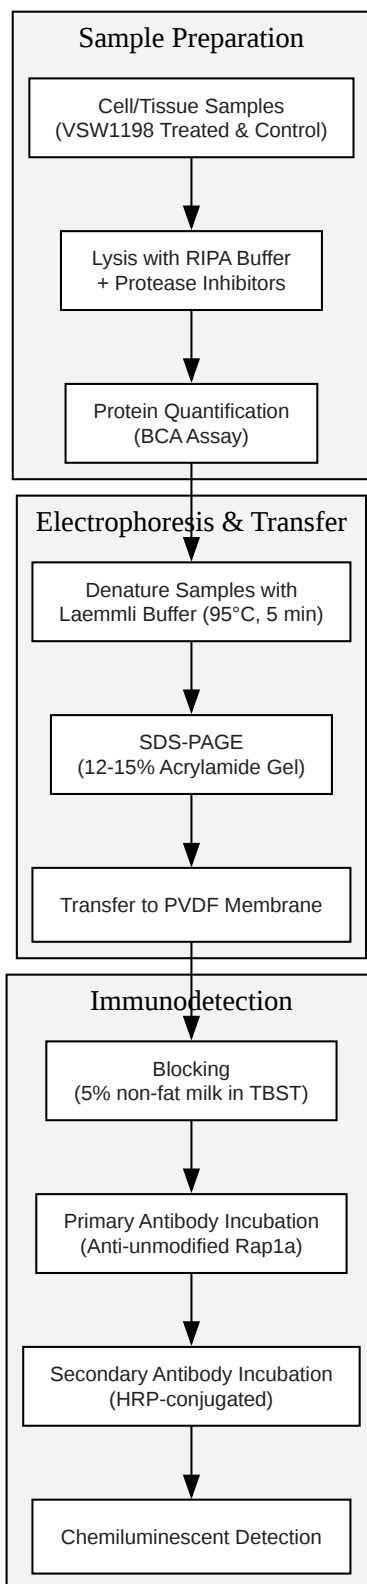 Sample Preparation
Cell/Tissue Samples
(VSW1198 Treated & Control)
Lysis with RIPA Buffer
+ Protease Inhibitors
Protein Quantification
(BCA Assay)
Electrophoresis & Transfer
Denature Samples with
Laemmli Buffer (95°C, 5 min)
SDS-PAGE
(12-15% Acrylamide Gel)
Transfer to PVDF Membrane
Immunodetection
Blocking
(5% non-fat milk in TBST)
Primary Antibody Incubation
(Anti-unmodified Rap1a)
Secondary Antibody Incubation
(HRP-conjugated)
Chemiluminescent Detection